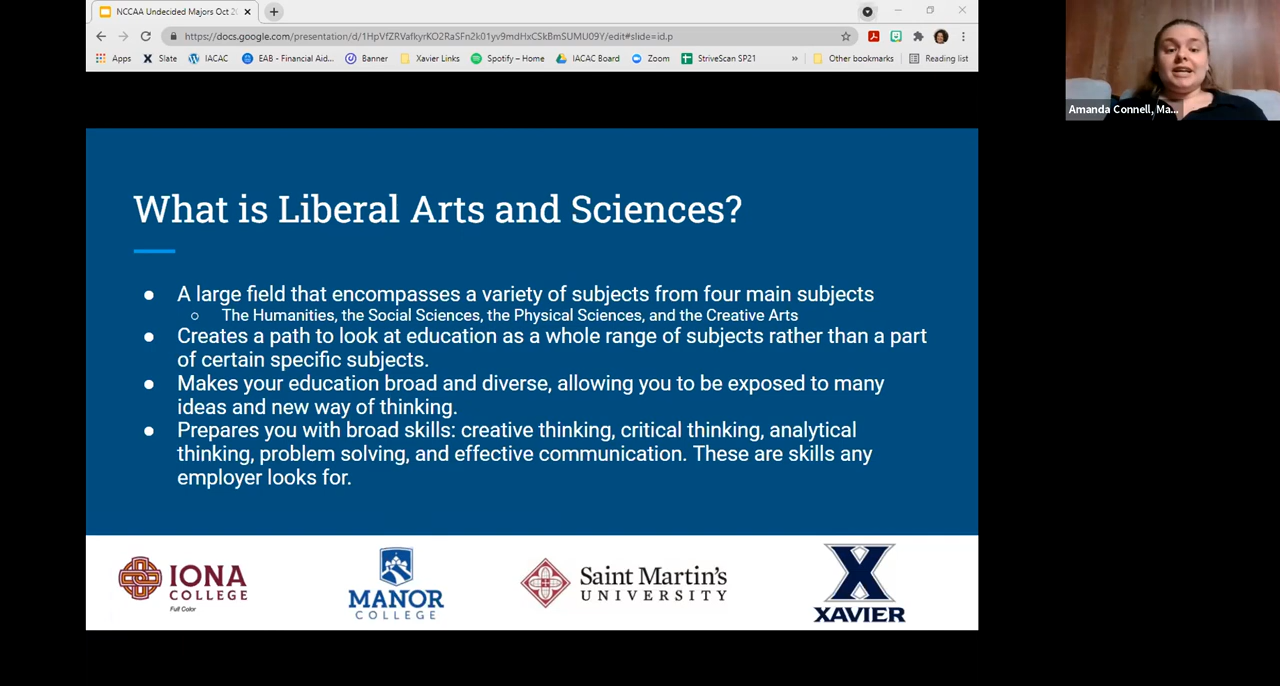 NCCAA Undecided Majors Oct 2
https://docs.google.com/presentation/d/1HpVfZRVafkyrKO2RaSFn2k01yv9mdHxCSkBmSUMU09Y/edit#slide=id.p
Apps Slate IACAC EAB - Financial Aid... Banner Xavier Links Spotify – Home IACAC Board Zoom StriveScan SP21 » Other bookmarks Reading list
Amanda Connell, Ma...
What is Liberal Arts and Sciences?
● A large field that encompasses a variety of subjects from four main subjects
○ The Humanities, the Social Sciences, the Physical Sciences, and the Creative Arts
● Creates a path to look at education as a whole range of subjects rather than a part
of certain specific subjects.
● Makes your education broad and diverse, allowing you to be exposed to many
ideas and new way of thinking.
● Prepares you with broad skills: creative thinking, critical thinking, analytical
thinking, problem solving, and effective communication. These are skills any
employer looks for.
IONA
COLLEGE
Full Color
MANOR
COLLEGE
Saint Martin's
UNIVERSITY
X
XAVIER